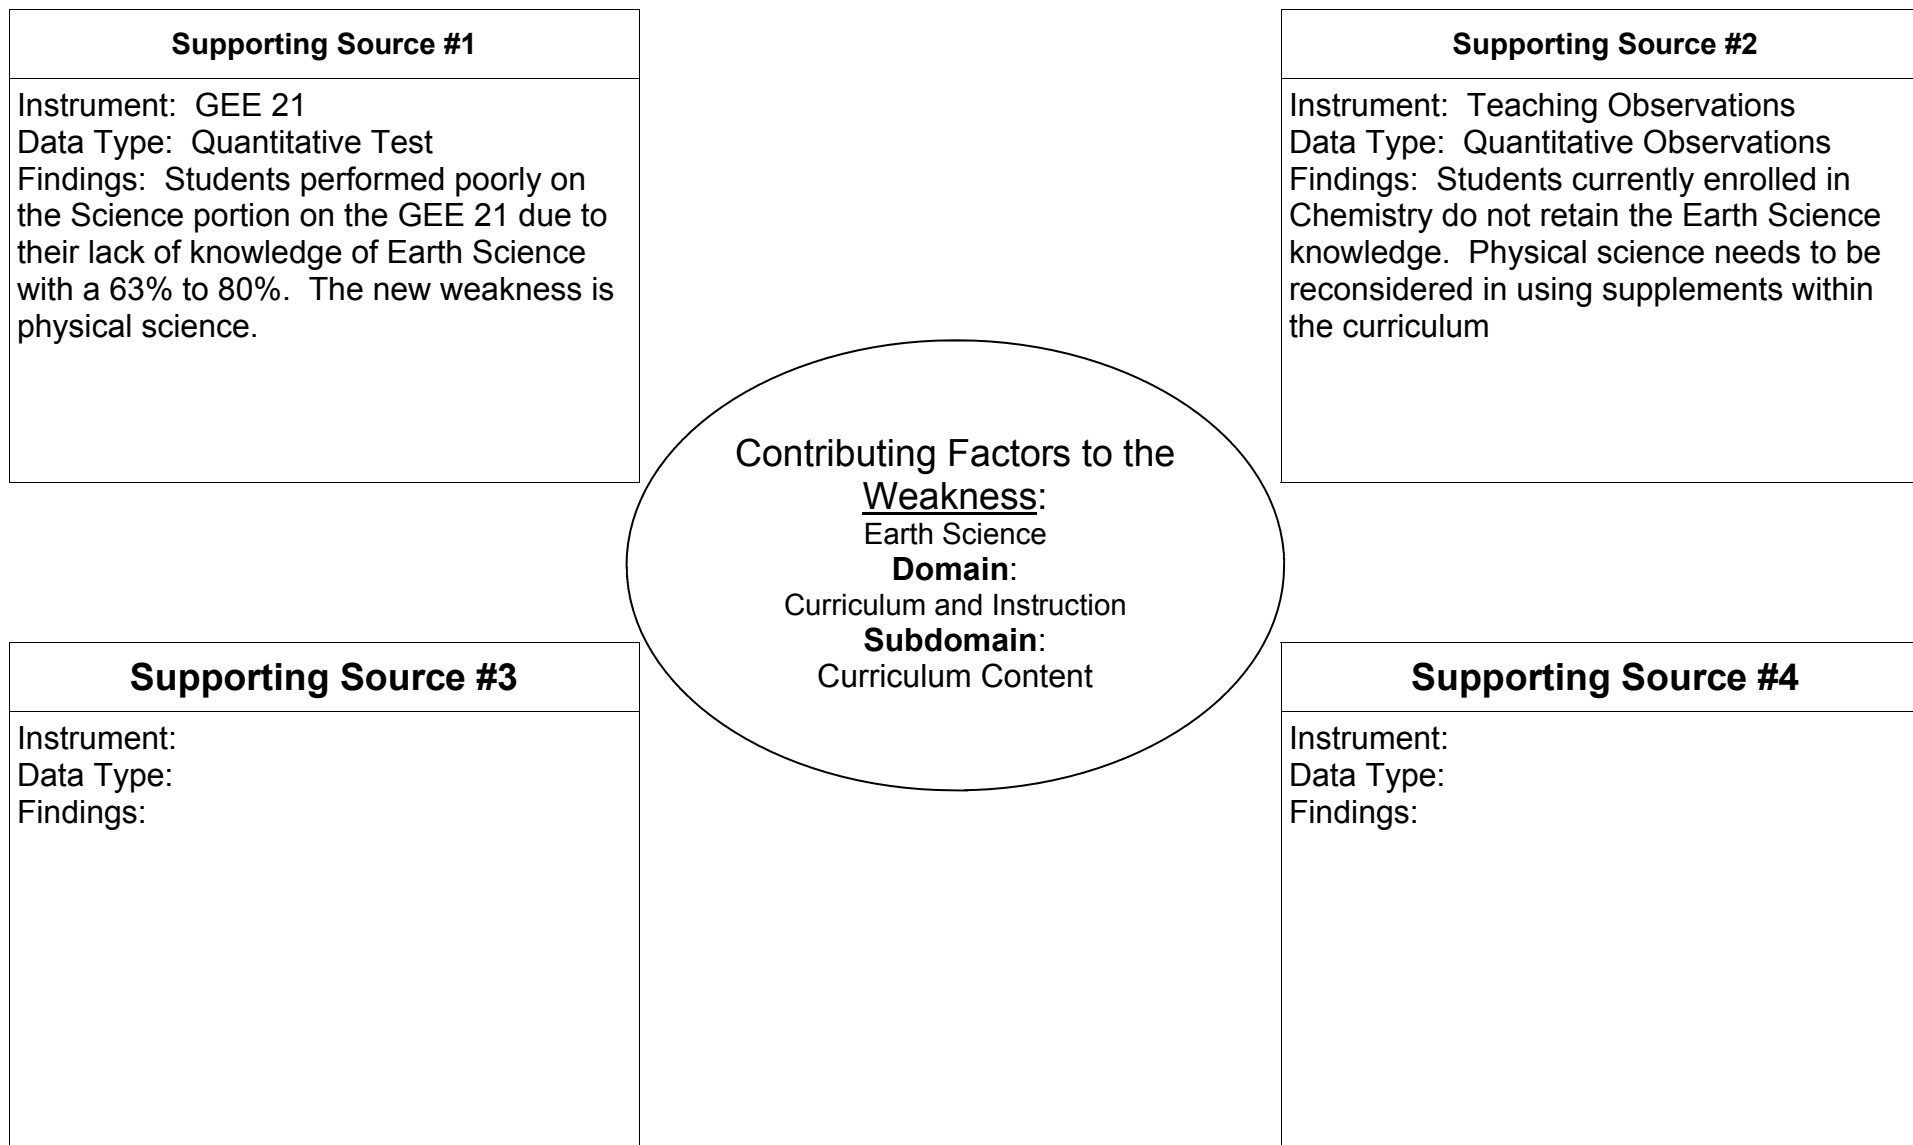 Supporting Source #1
Instrument: GEE 21
Data Type: Quantitative Test
Findings: Students performed poorly on
the Science portion on the GEE 21 due to
their lack of knowledge of Earth Science
with a 63% to 80%. The new weakness is
physical science.
Supporting Source #2
Instrument: Teaching Observations
Data Type: Quantitative Observations
Findings: Students currently enrolled in
Chemistry do not retain the Earth Science
knowledge. Physical science needs to be
reconsidered in using supplements within
the curriculum
Contributing Factors to the
Weakness:
Earth Science
Domain:
Curriculum and Instruction
Subdomain:
Curriculum Content
Supporting Source #3
Instrument:
Data Type:
Findings:
Supporting Source #4
Instrument:
Data Type:
Findings: